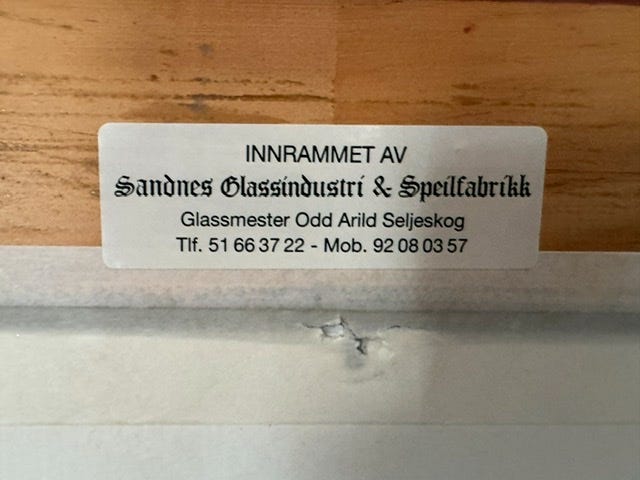 INNRAMMET AV
Sandnes Glassindustri & Speilfabrikk
Glassmester Odd Arild Seljeskog
Tlf. 51 66 37 22 - Mob. 92 08 03 57